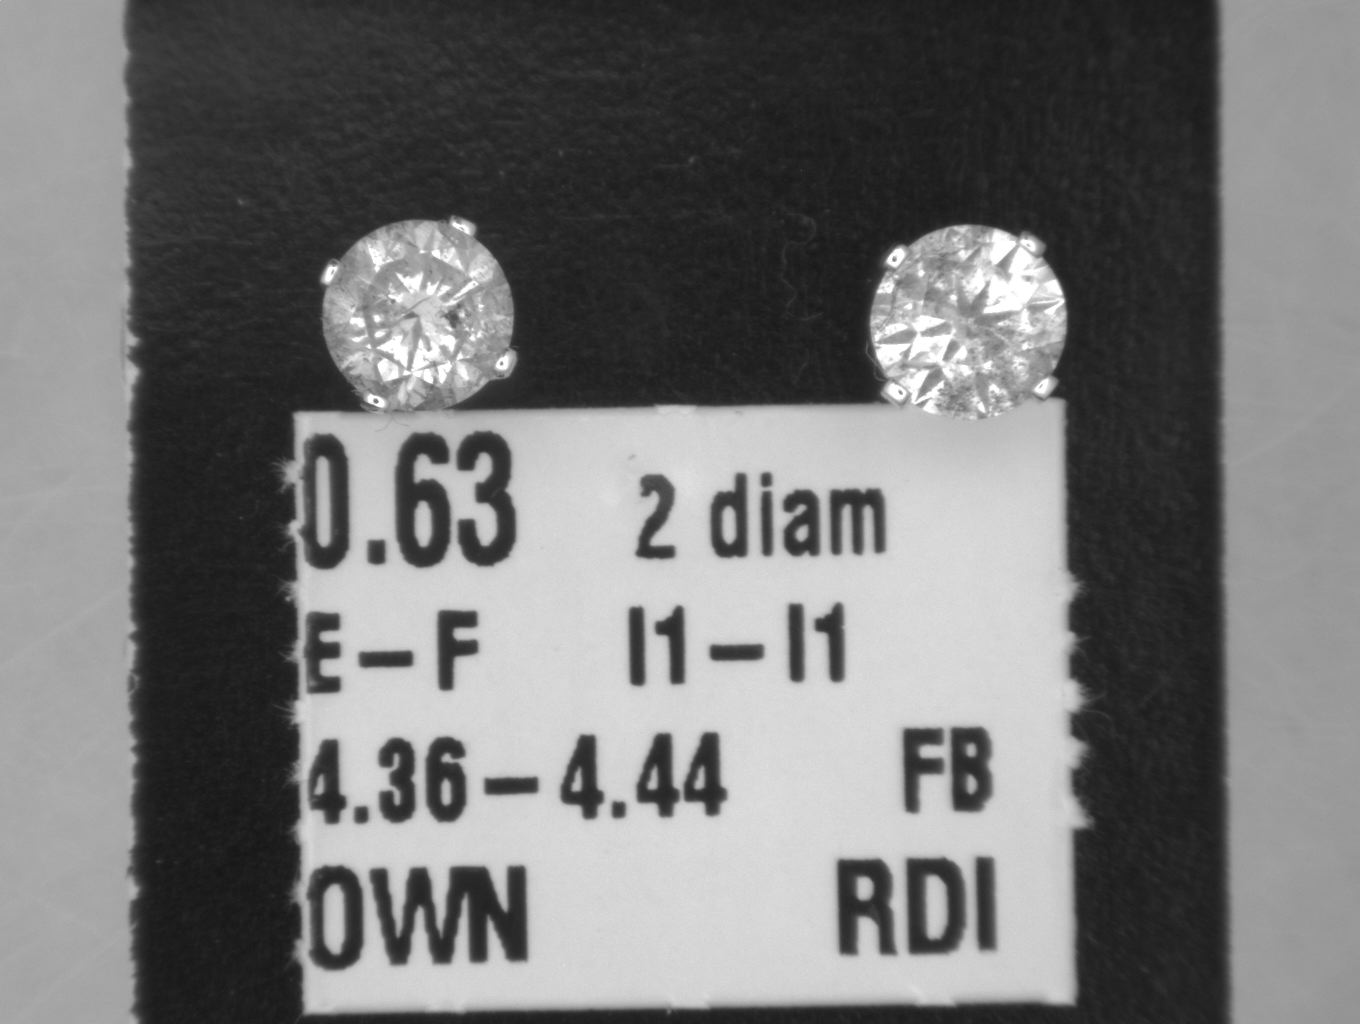 0.63 2 diam
E-F I1-I1
4.36-4.44 FB
OWN RDI